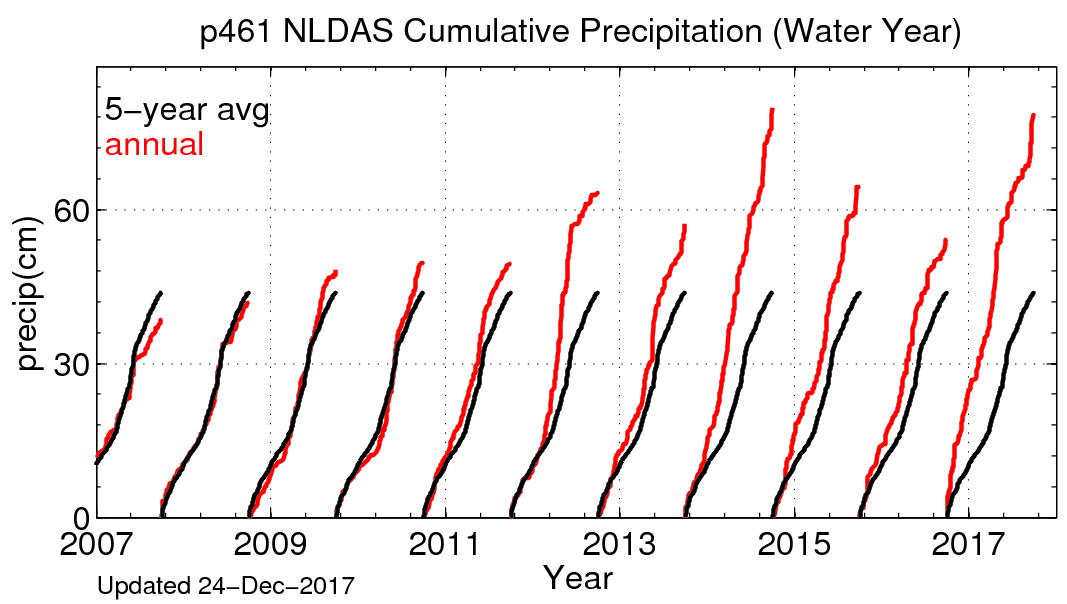 p461 NLDAS Cumulative Precipitation (Water Year)
5−year avg
annual
precip(cm)
60
30
0
2007 2009 2011 2013 2015 2017
Year
Updated 24−Dec−2017